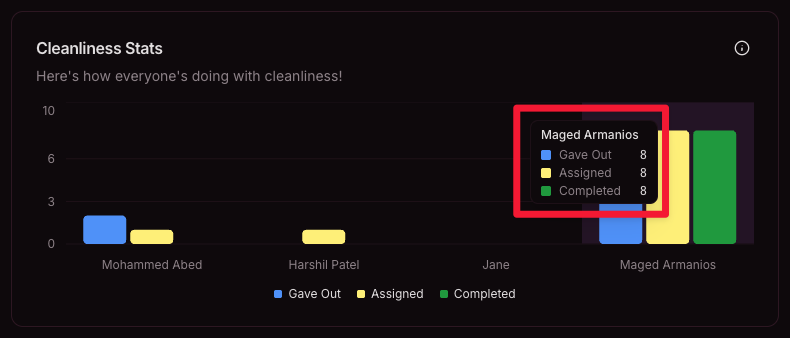 Cleanliness Stats
Here's how everyone's doing with cleanliness!
10
6
3
0
Maged Armanios
Gave Out 8
Assigned 8
Completed 8
Mohammed Abed Harshil Patel Jane Maged Armanios
Gave Out Assigned Completed